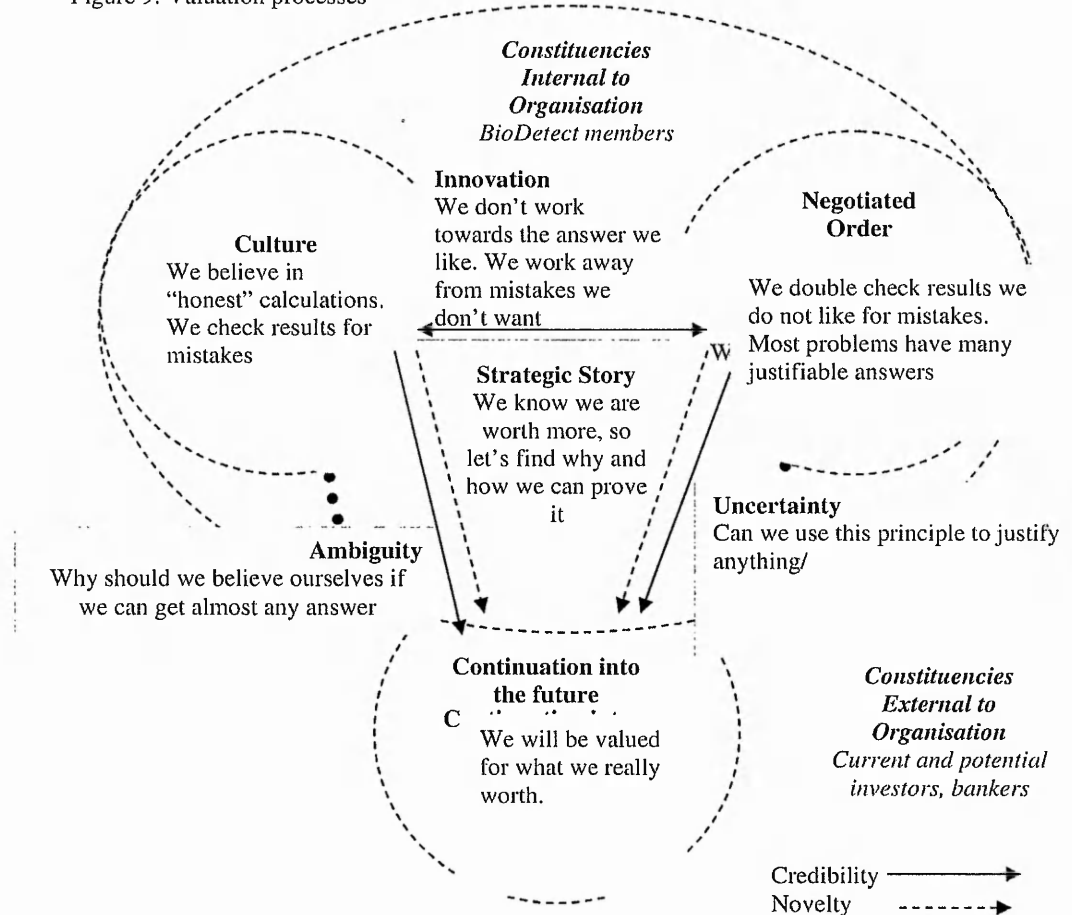 Figure 9: Valuation processes
Constituencies
Internal to
Organisation
BioDetect members
Innovation
We don't work
towards the answer we
like. We work away
from mistakes we
don't want
Culture
We believe in
"honest" calculations.
We check results for
mistakes
Negotiated
Order
We double check results we
do not like for mistakes.
Most problems have many
justifiable answers
W
Strategic Story
We know we are
worth more, so
let's find why and
how we can prove
it
Ambiguity
Why should we believe ourselves if
we can get almost any answer
Uncertainty
Can we use this principle to justify
anything/
Continuation into
the future
C
We will be valued
for what we really
worth.
Constituencies
External to
Organisation
Current and potential
investors, bankers
Credibility
Novelty